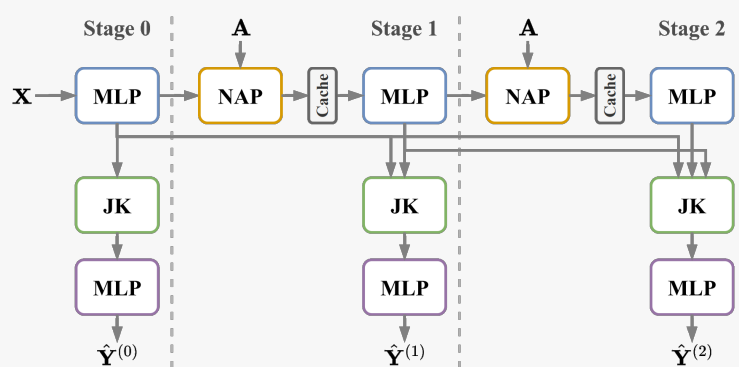 Stage 0
A
Stage 1
A
Stage 2
X
MLP
NAP
Cache
MLP
NAP
Cache
MLP
JK
JK
JK
MLP
MLP
MLP
Ŷ⁽⁰⁾
Ŷ⁽¹⁾
Ŷ⁽²⁾